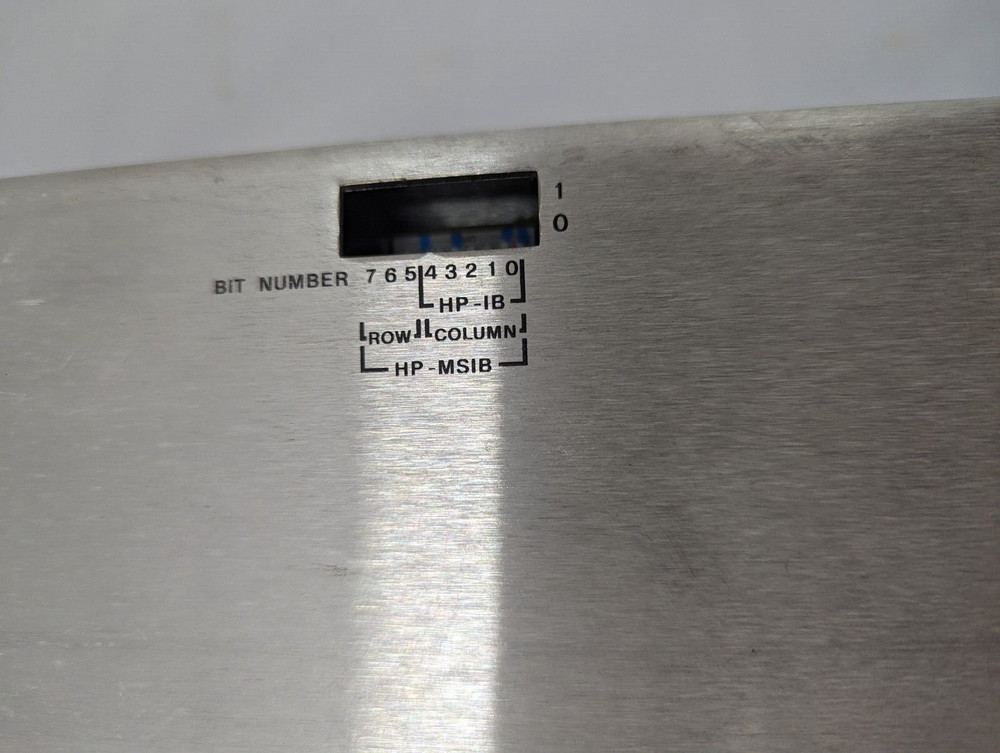 1
0
BIT NUMBER 7 6 5 4 3 2 1 0
HP-IB
ROW COLUMN
HP-MSIB